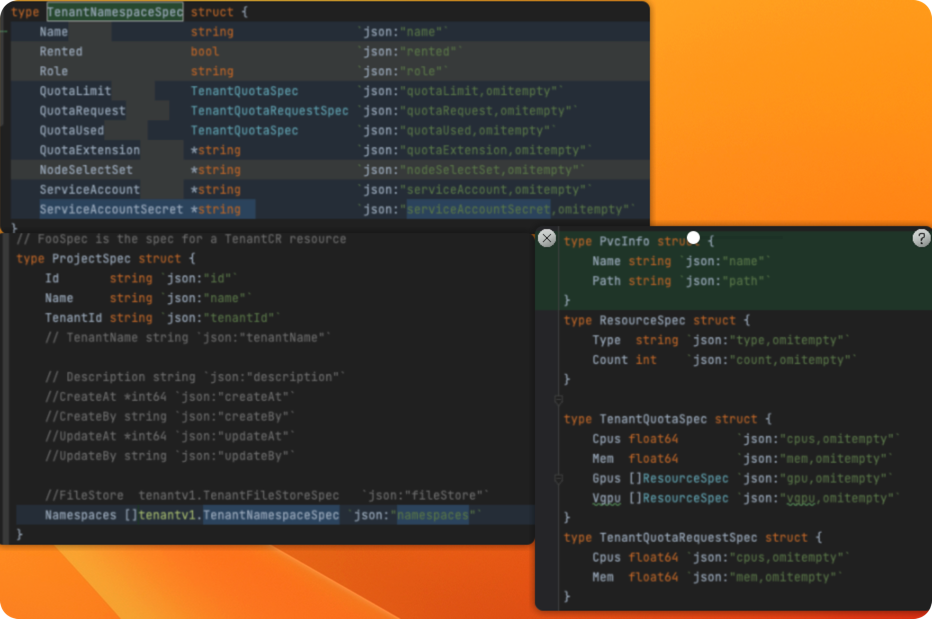 type TenantNamespaceSpec struct {
Name string `json:"name"`
Rented bool `json:"rented"`
Role string `json:"role"`
QuotaLimit TenantQuotaSpec `json:"quotaLimit,omitempty"`
QuotaRequest TenantQuotaRequestSpec `json:"quotaRequest,omitempty"`
QuotaUsed TenantQuotaSpec `json:"quotaUsed,omitempty"`
QuotaExtension *string `json:"quotaExtension,omitempty"`
NodeSelectSet *string `json:"nodeSelectSet,omitempty"`
ServiceAccount *string `json:"serviceAccount,omitempty"`
ServiceAccountSecret *string `json:"serviceAccountSecret,omitempty"`
}
// FooSpec is the spec for a TenantCR resource
type ProjectSpec struct {
Id string `json:"id"`
Name string `json:"name"`
TenantId string `json:"tenantId"`
// TenantName string `json:"tenantName"`
// Description string `json:"description"`
//CreateAt *int64 `json:"createAt"`
//CreateBy string `json:"createBy"`
//UpdateAt *int64 `json:"updateAt"`
//UpdateBy string `json:"updateBy"`
//FileStore tenantv1.TenantFileStoreSpec `json:"fileStore"`
Namespaces []tenantv1.TenantNamespaceSpec `json:"namespaces"`
}
type PvcInfo struct {
?
Name string `json:"name"`
Path string `json:"path"`
}
type ResourceSpec struct {
Type string `json:"type,omitempty"`
Count int `json:"count,omitempty"`
}
type TenantQuotaSpec struct {
Cpus float64 `json:"cpus,omitempty"`
Mem float64 `json:"mem,omitempty"`
Gpus []ResourceSpec `json:"gpu,omitempty"`
Vgpu []ResourceSpec `json:"vgpu,omitempty"`
}
type TenantQuotaRequestSpec struct {
Cpus float64 `json:"cpus,omitempty"`
Mem float64 `json:"mem,omitempty"`
}